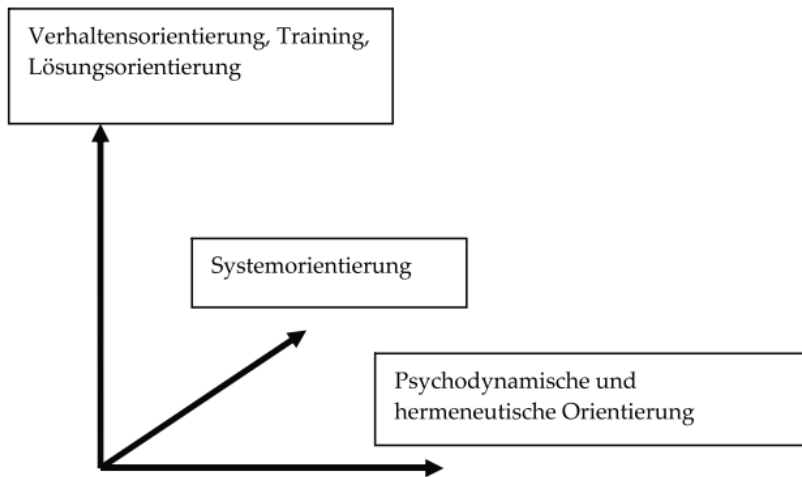 Verhaltensorientierung, Training,
Lösungsorientierung
Systemorientierung
Psychodynamische und
hermeneutische Orientierung